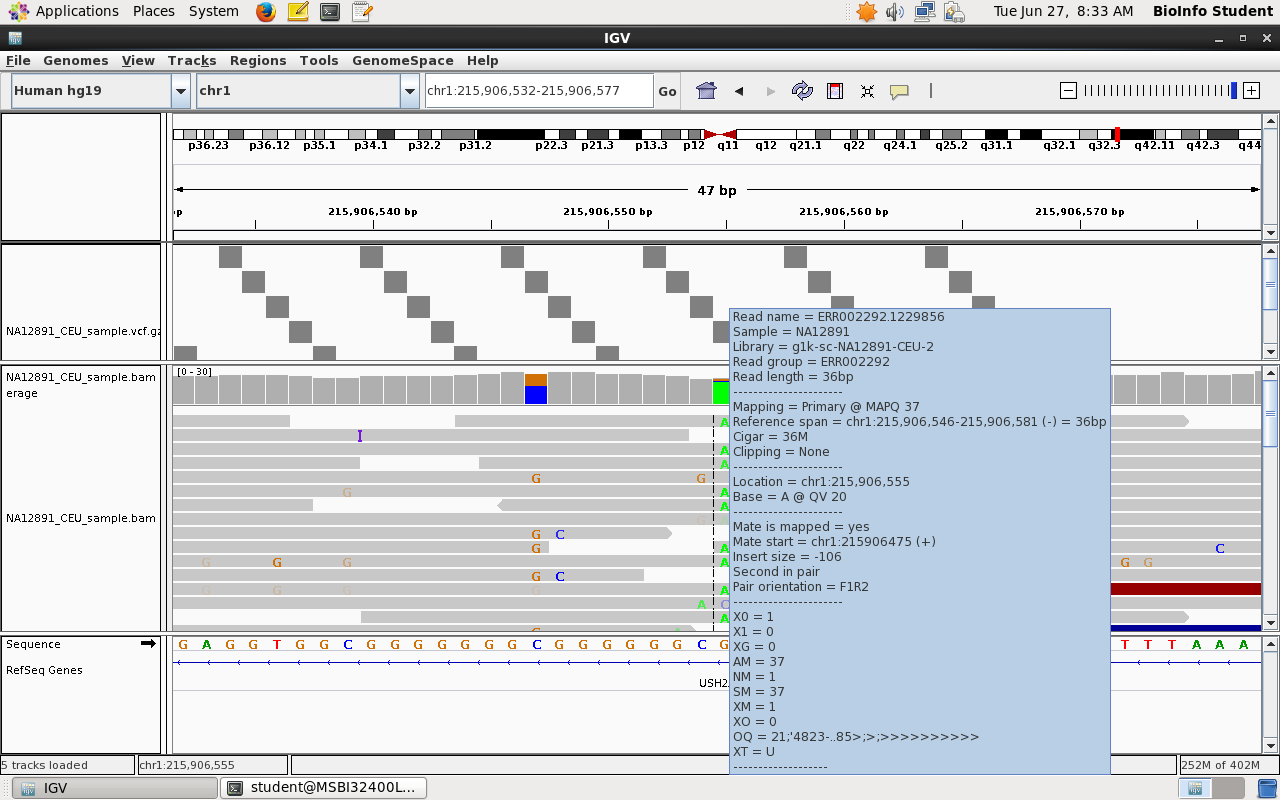 Applications Places System Tue Jun 27, 8:33 AM BioInfo Student
IGV
File Genomes View Tracks Regions Tools GenomeSpace Help
Human hg19 chr1 chr1:215,906,532-215,906,577 Go
p36.23 p36.12 p35.1 p34.1 p32.2 p31.2 p22.3 p21.3 p13.3 p12 q11 q12 q21.1 q22 q24.1 q25.2 q31.1 q32.1 q32.3 q42.11 q42.3 q44
47 bp
215,906,540 bp 215,906,550 bp 215,906,560 bp 215,906,570 bp
NA12891_CEU_sample.vcf.gz
NA12891_CEU_sample.bam
erage
[0 - 30]
NA12891_CEU_sample.bam
I
A
A
A
G G
G A
A
G C
G A C
G G G A G G
G C
A
A C
A
Read name = ERR002292.1229856
Sample = NA12891
Library = g1k-sc-NA12891-CEU-2
Read group = ERR002292
Read length = 36bp
----------------------
Mapping = Primary @ MAPQ 37
Reference span = chr1:215,906,546-215,906,581 (-) = 36bp
Cigar = 36M
Clipping = None
----------------------
Location = chr1:215,906,555
Base = A @ QV 20
----------------------
Mate is mapped = yes
Mate start = chr1:215906475 (+)
Insert size = -106
Second in pair
Pair orientation = F1R2
----------------------
X0 = 1
X1 = 0
XG = 0
AM = 37
NM = 1
SM = 37
XM = 1
XO = 0
OQ = 21;'4823-..85>;>;>>>>>>>>>>
XT = U
-------------------
Sequence G A G G T G G C G G G G G G G C G G G G G G C G T T T A A A
RefSeq Genes
USH2
5 tracks loaded chr1:215,906,555 252M of 402M
IGV student@MSBI32400L...